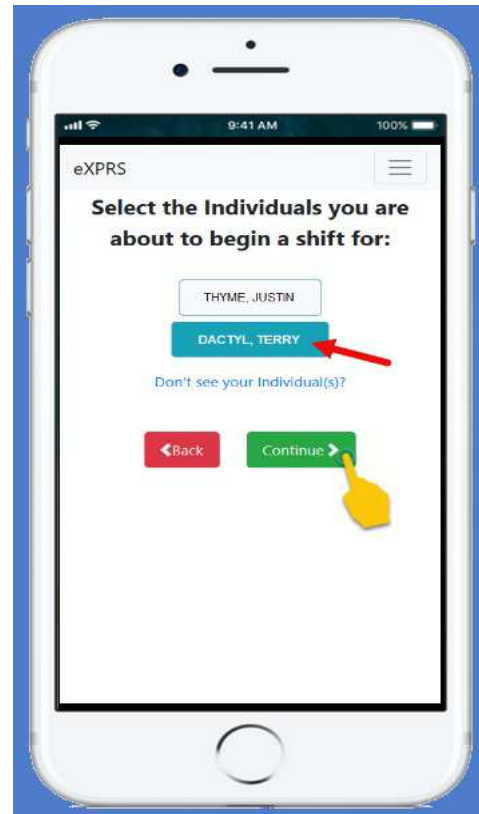 9:41 AM 100%
eXPRS
Select the Individuals you are
about to begin a shift for:
THYME, JUSTIN
DACTYL, TERRY
Don't see your Individual(s)?
Back Continue